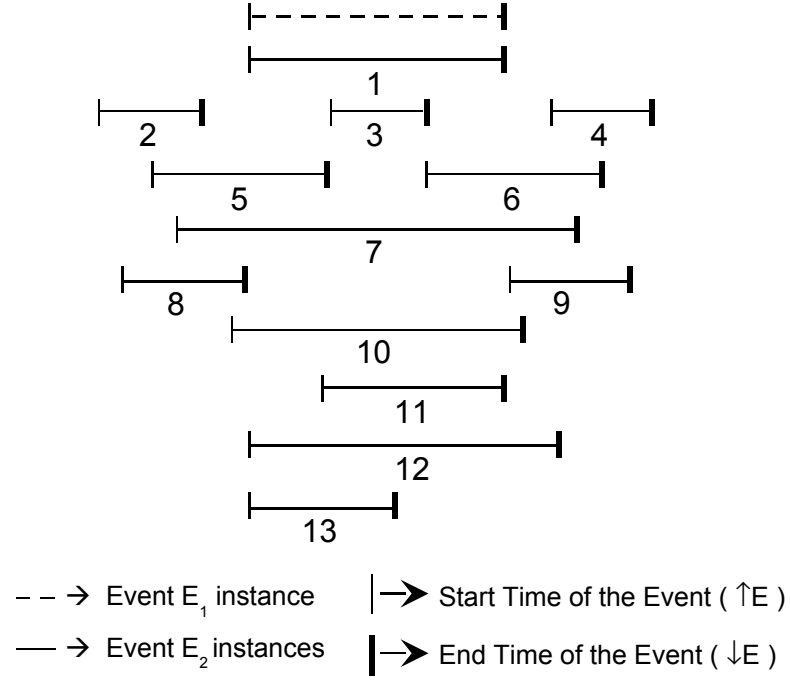 1
2 3 4
5 6
7
8 9
10
11
12
13
→ Event E₁ instance → Start Time of the Event ( ↑E )
→ Event E₂ instances → End Time of the Event ( ↓E )